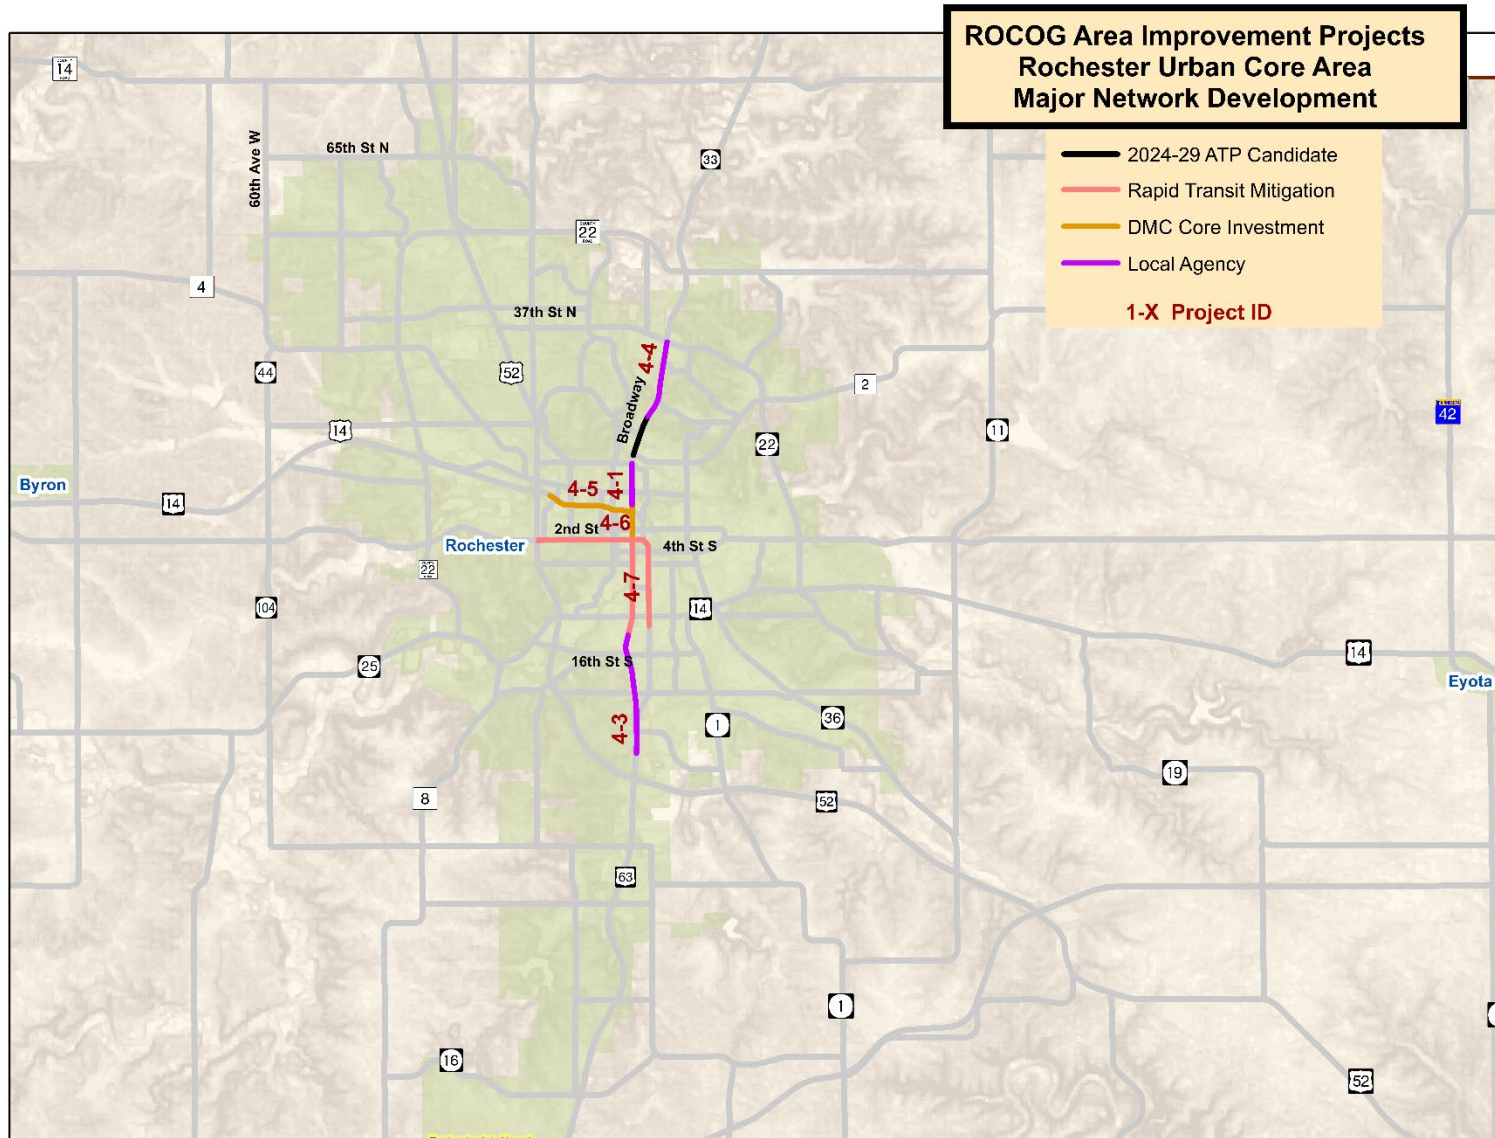 ROCOG Area Improvement Projects
Rochester Urban Core Area
Major Network Development
2024-29 ATP Candidate
Rapid Transit Mitigation
DMC Core Investment
Local Agency
1-X Project ID
14
60th Ave W
65th St N
33
22
4
37th St N
44
52
4-4
Broadway
2
14
22
11
42
Byron
14
4-5
4-1
4-6
2nd St
Rochester
4th St S
22
4-7
104
14
16th St S
25
14
Eyota
4-3
1
36
19
8
52
63
1
16
52